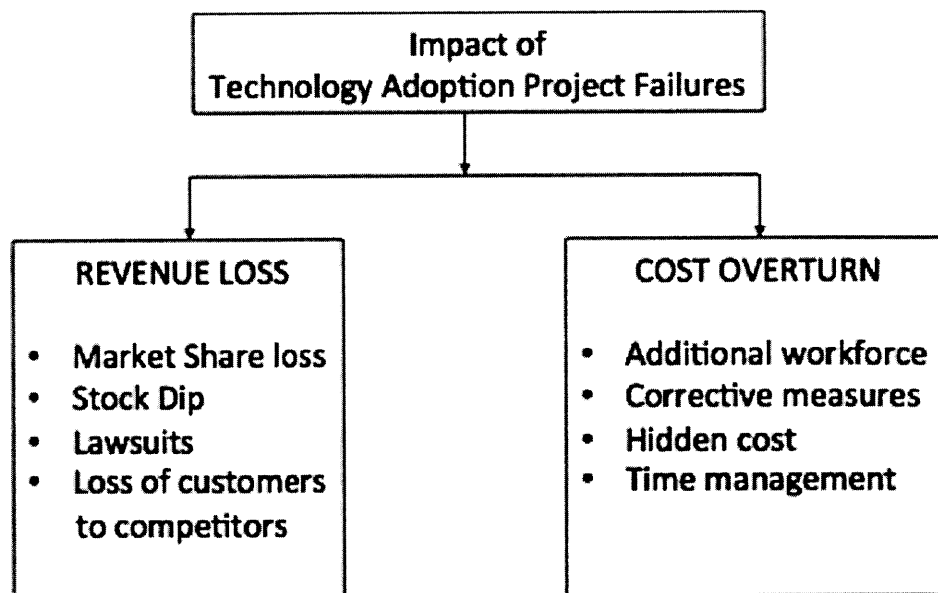 Impact of
Technology Adoption Project Failures
REVENUE LOSS
• Market Share loss
• Stock Dip
• Lawsuits
• Loss of customers
to competitors
COST OVERTURN
• Additional workforce
• Corrective measures
• Hidden cost
• Time management